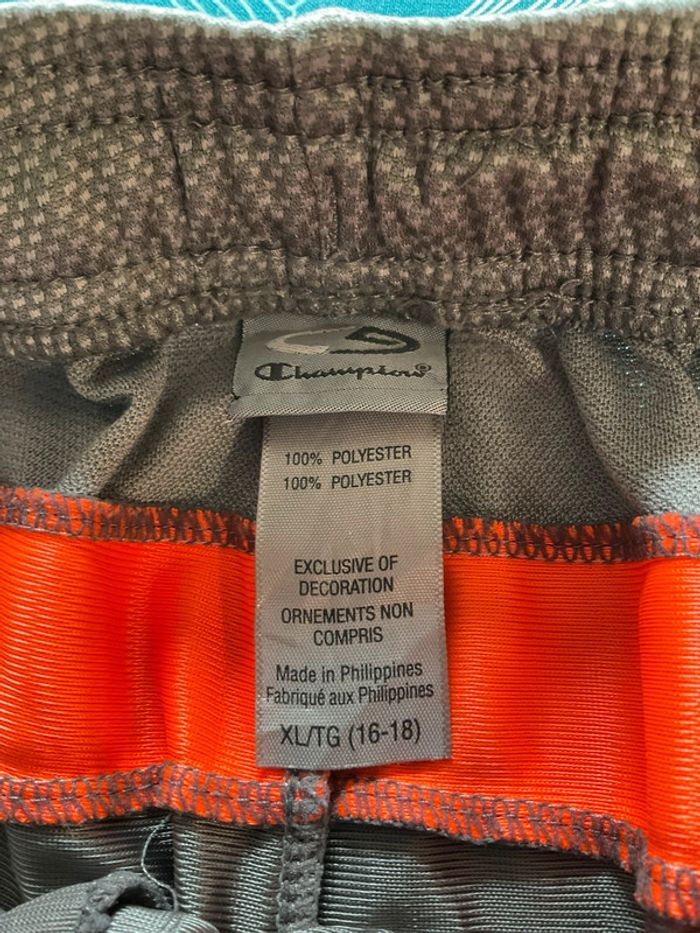 Champion®
100% POLYESTER
100% POLYESTER
EXCLUSIVE OF
DECORATION
ORNEMENTS NON
COMPRIS
Made in Philippines
Fabriqué aux Philippines
XL/TG (16-18)